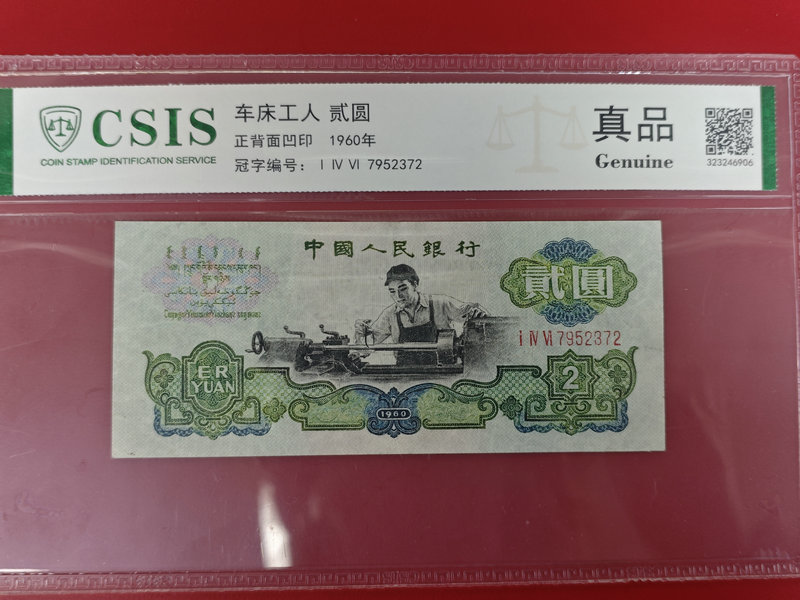 CSIS
COIN STAMP IDENTIFICATION SERVICE
车床工人 贰圆
正背面凹印 1960年
冠字编号: Ⅰ Ⅳ Ⅵ 7952372
真品
Genuine
323246906
中國人民銀行
貳圓
Ⅰ Ⅳ Ⅵ 7952372
ER
YUAN
1960
2